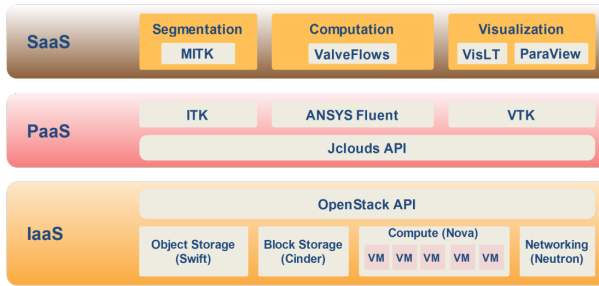 SaaS
Segmentation
MITK
Computation
ValveFlows
Visualization
VisLT ParaView
PaaS
ITK
ANSYS Fluent
VTK
Jclouds API
IaaS
OpenStack API
Object Storage
(Swift)
Block Storage
(Cinder)
Compute (Nova)
VM VM VM VM VM
Networking
(Neutron)